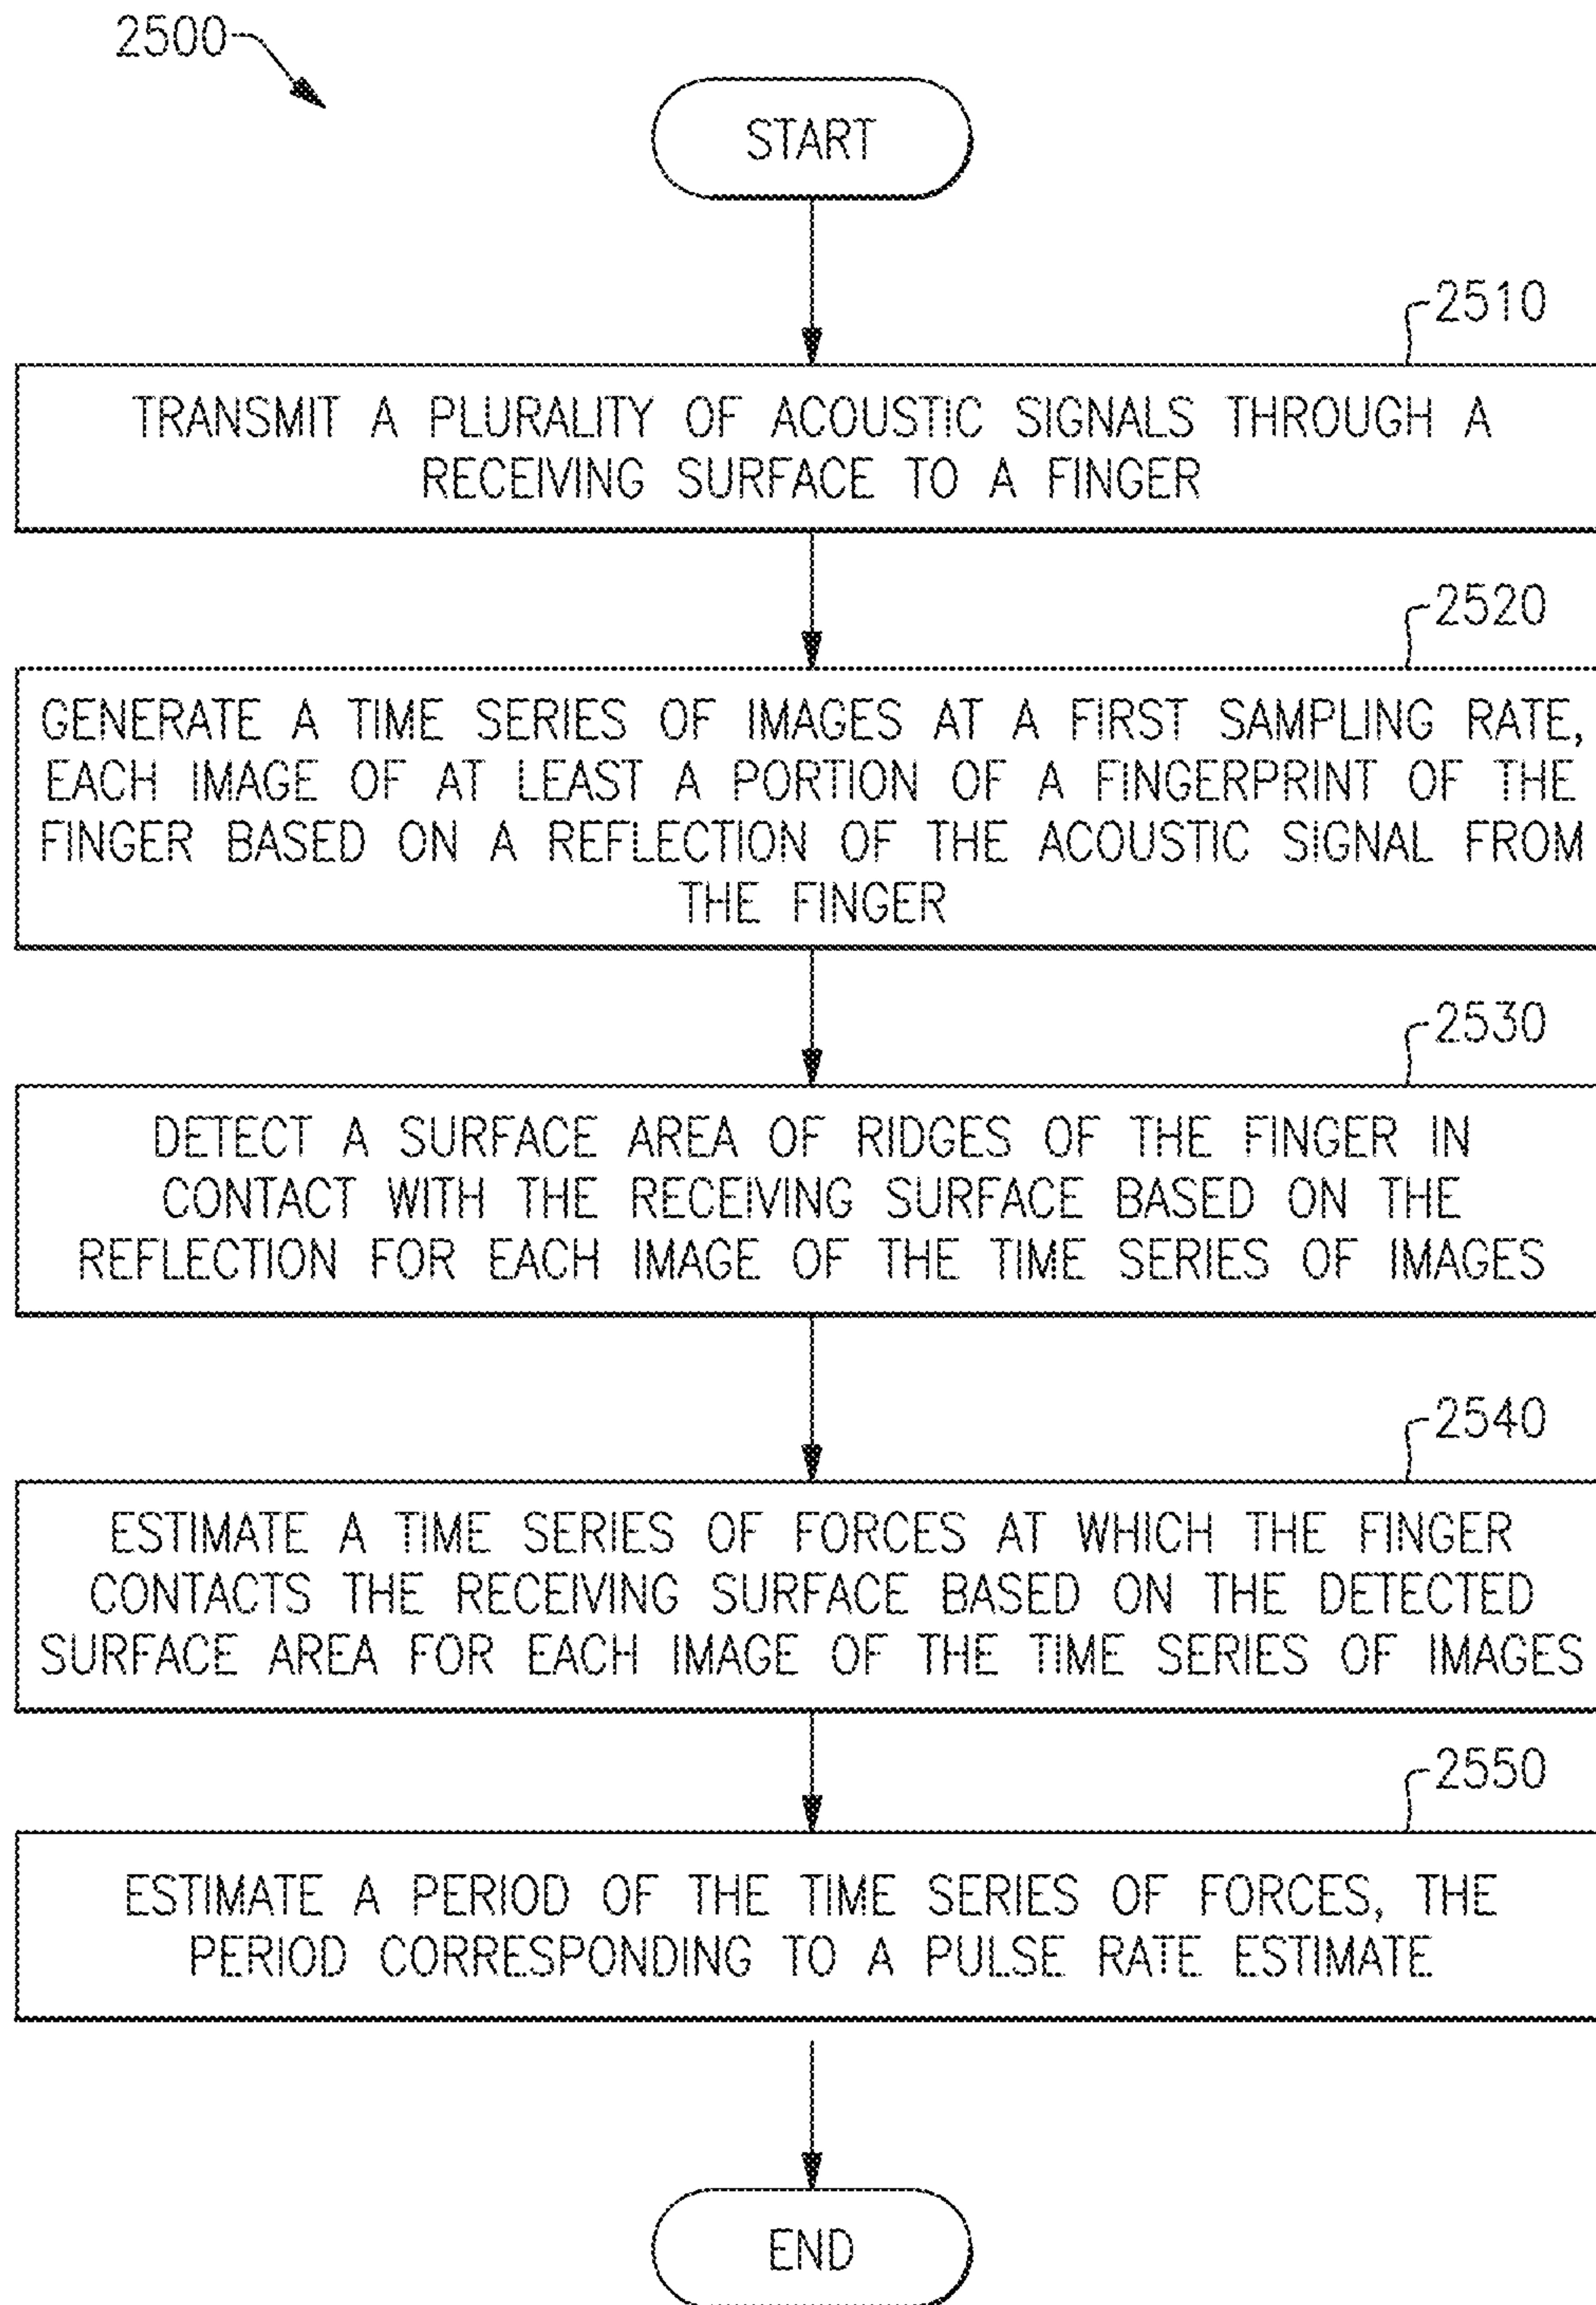 2500
START
2510
TRANSMIT A PLURALITY OF ACOUSTIC SIGNALS THROUGH A
RECEIVING SURFACE TO A FINGER
2520
GENERATE A TIME SERIES OF IMAGES AT A FIRST SAMPLING RATE,
EACH IMAGE OF AT LEAST A PORTION OF A FINGERPRINT OF THE
FINGER BASED ON A REFLECTION OF THE ACOUSTIC SIGNAL FROM
THE FINGER
2530
DETECT A SURFACE AREA OF RIDGES OF THE FINGER IN
CONTACT WITH THE RECEIVING SURFACE BASED ON THE
REFLECTION FOR EACH IMAGE OF THE TIME SERIES OF IMAGES
2540
ESTIMATE A TIME SERIES OF FORCES AT WHICH THE FINGER
CONTACTS THE RECEIVING SURFACE BASED ON THE DETECTED
SURFACE AREA FOR EACH IMAGE OF THE TIME SERIES OF IMAGES
2550
ESTIMATE A PERIOD OF THE TIME SERIES OF FORCES, THE
PERIOD CORRESPONDING TO A PULSE RATE ESTIMATE
END